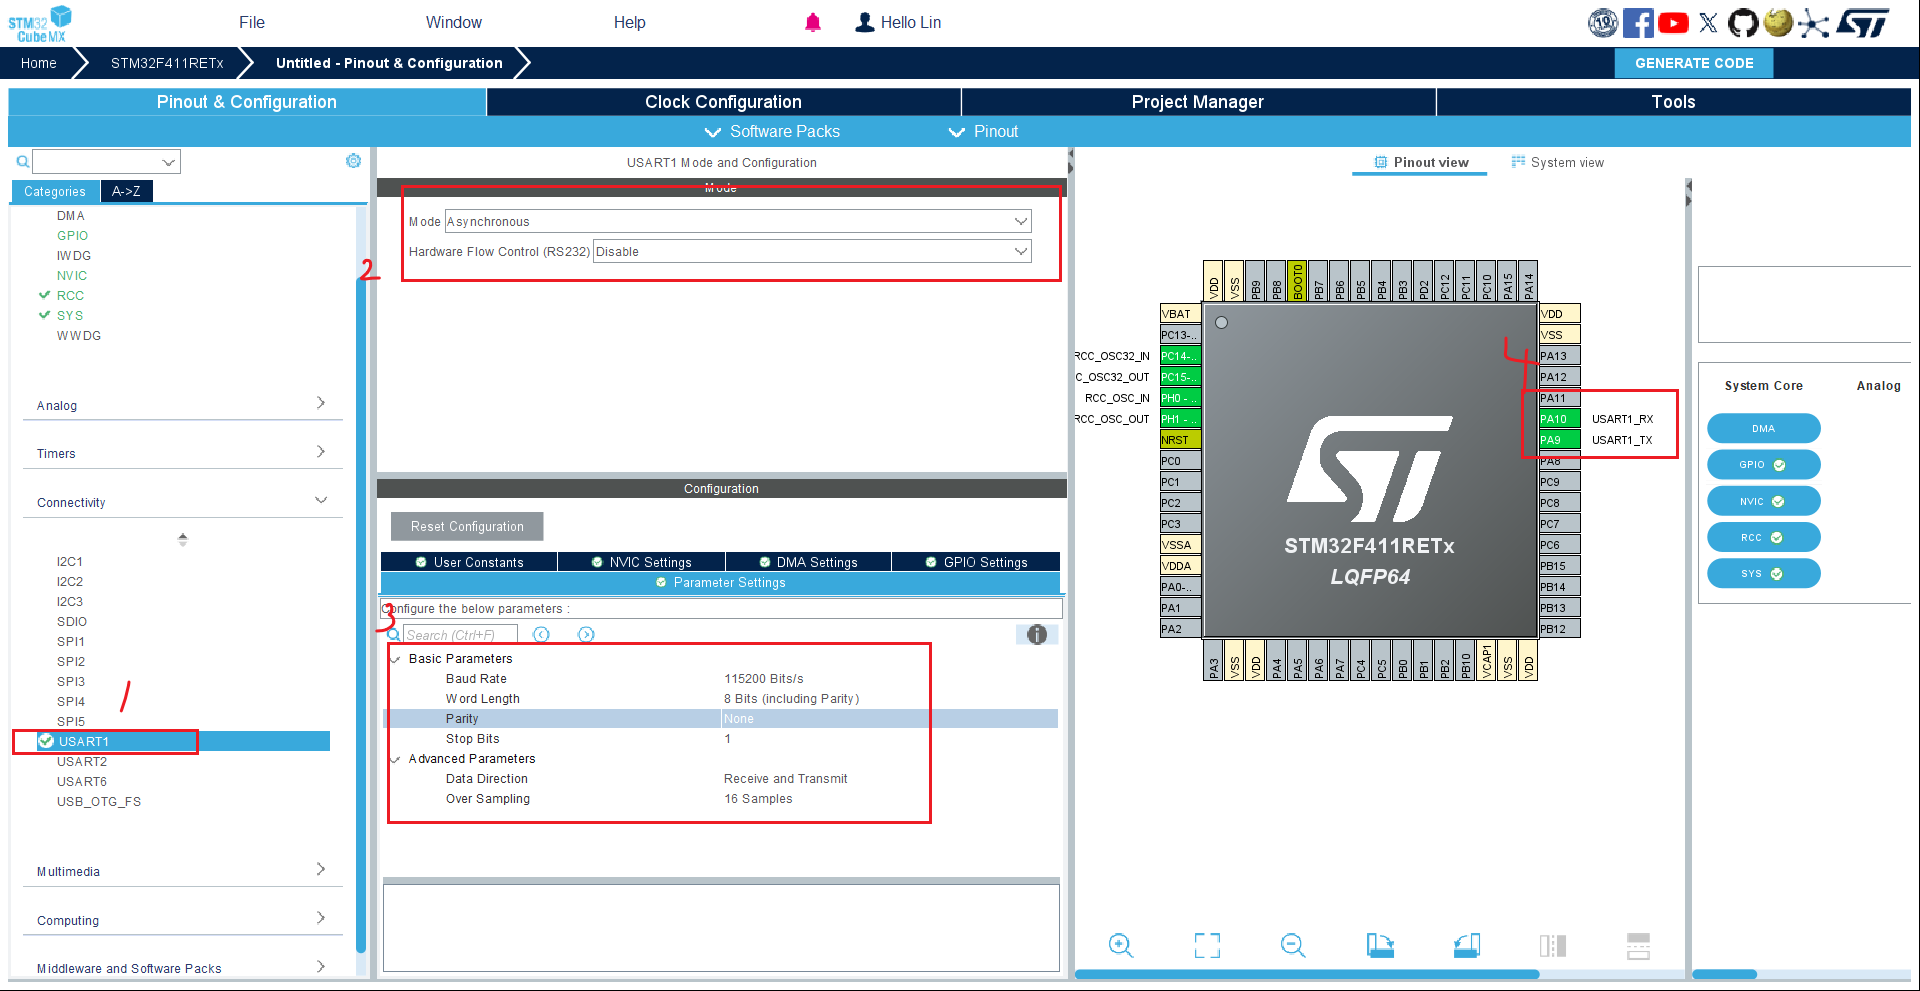 STM32
CubeMX
File
Window
Help
Hello Lin
10
ST
Home
STM32F411RETx
Untitled - Pinout & Configuration
GENERATE CODE
Pinout & Configuration
Clock Configuration
Project Manager
Tools
Software Packs
Pinout
Categories
A->Z
DMA
GPIO
IWDG
NVIC
RCC
SYS
WWDG
Analog
Timers
Connectivity
I2C1
I2C2
I2C3
SDIO
SPI1
SPI2
SPI3
SPI4
SPI5
1
USART1
USART2
USART6
USB_OTG_FS
Multimedia
Computing
Middleware and Software Packs
USART1 Mode and Configuration
Mode
2
Mode Asynchronous
Hardware Flow Control (RS232) Disable
Configuration
Reset Configuration
User Constants
NVIC Settings
DMA Settings
GPIO Settings
Parameter Settings
Configure the below parameters :
3
Search (Ctrl+F)
i
Basic Parameters
Baud Rate 115200 Bits/s
Word Length 8 Bits (including Parity)
Parity None
Stop Bits 1
Advanced Parameters
Data Direction Receive and Transmit
Over Sampling 16 Samples
Pinout view
System view
VDD
VSS
PB9
PB8
BOOT0
PB7
PB6
PB5
PB4
PB3
PD2
PC12
PC11
PC10
PA15
PA14
VBAT
PC13-..
RCC_OSC32_IN PC14-..
C_OSC32_OUT PC15-..
RCC_OSC_IN PH0 - ..
RCC_OSC_OUT PH1 - ..
NRST
PC0
PC1
PC2
PC3
VSSA
VDDA
PA0-..
PA1
PA2
ST
STM32F411RETx
LQFP64
4
VDD
VSS
PA13
PA12
PA11
PA10 USART1_RX
PA9 USART1_TX
PA8
PC9
PC8
PC7
PC6
PB15
PB14
PB13
PB12
PA3
VSS
VDD
PA4
PA5
PA6
PA7
PC4
PC5
PB0
PB1
PB2
PB10
VCAP1
VSS
VDD
System Core
Analog
DMA
GPIO
NVIC
RCC
SYS